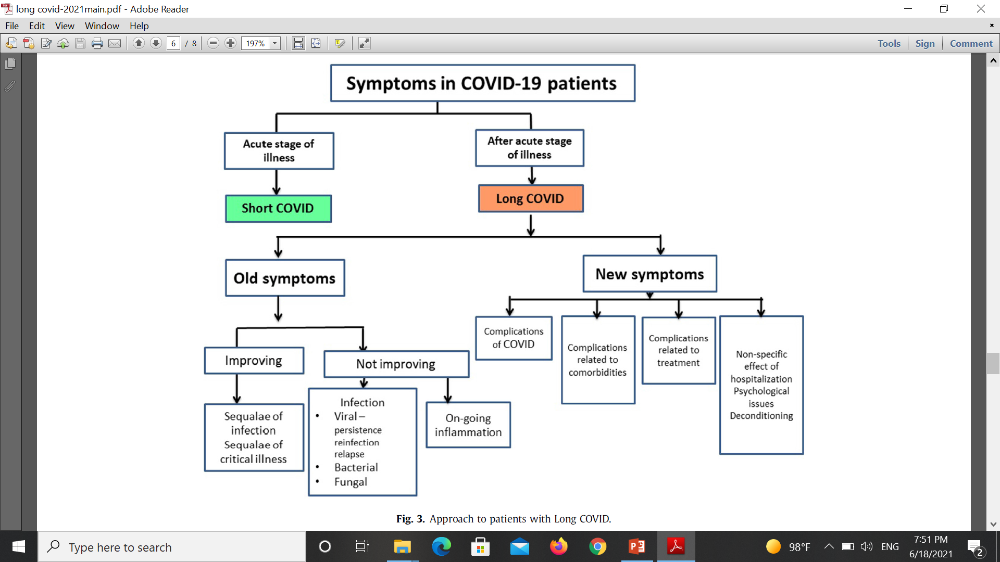 long covid-2021main.pdf - Adobe Reader
File Edit View Window Help
6 / 8 197% Tools Sign Comment
Symptoms in COVID-19 patients
Acute stage of
illness
After acute stage
of illness
Short COVID
Long COVID
Old symptoms
New symptoms
Improving
Not improving
Sequalae of
infection
Sequalae of
critical illness
Infection
• Viral –
persistence
reinfection
relapse
• Bacterial
• Fungal
On-going
inflammation
Complications
of COVID
Complications
related to
comorbidities
Complications
related to
treatment
Non-specific
effect of
hospitalization
Psychological
issues
Deconditioning
Fig. 3. Approach to patients with Long COVID.
Type here to search
98°F
ENG
7:51 PM
6/18/2021
2